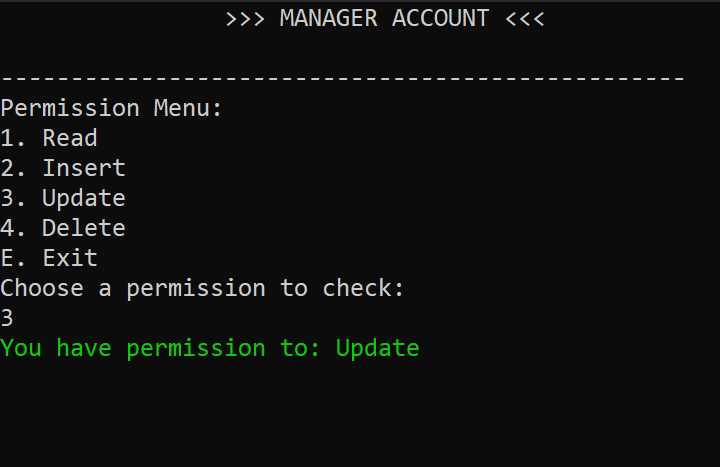 >>> MANAGER ACCOUNT <<<
-------------------------------------------------
Permission Menu:
1. Read
2. Insert
3. Update
4. Delete
E. Exit
Choose a permission to check:
3
You have permission to: Update